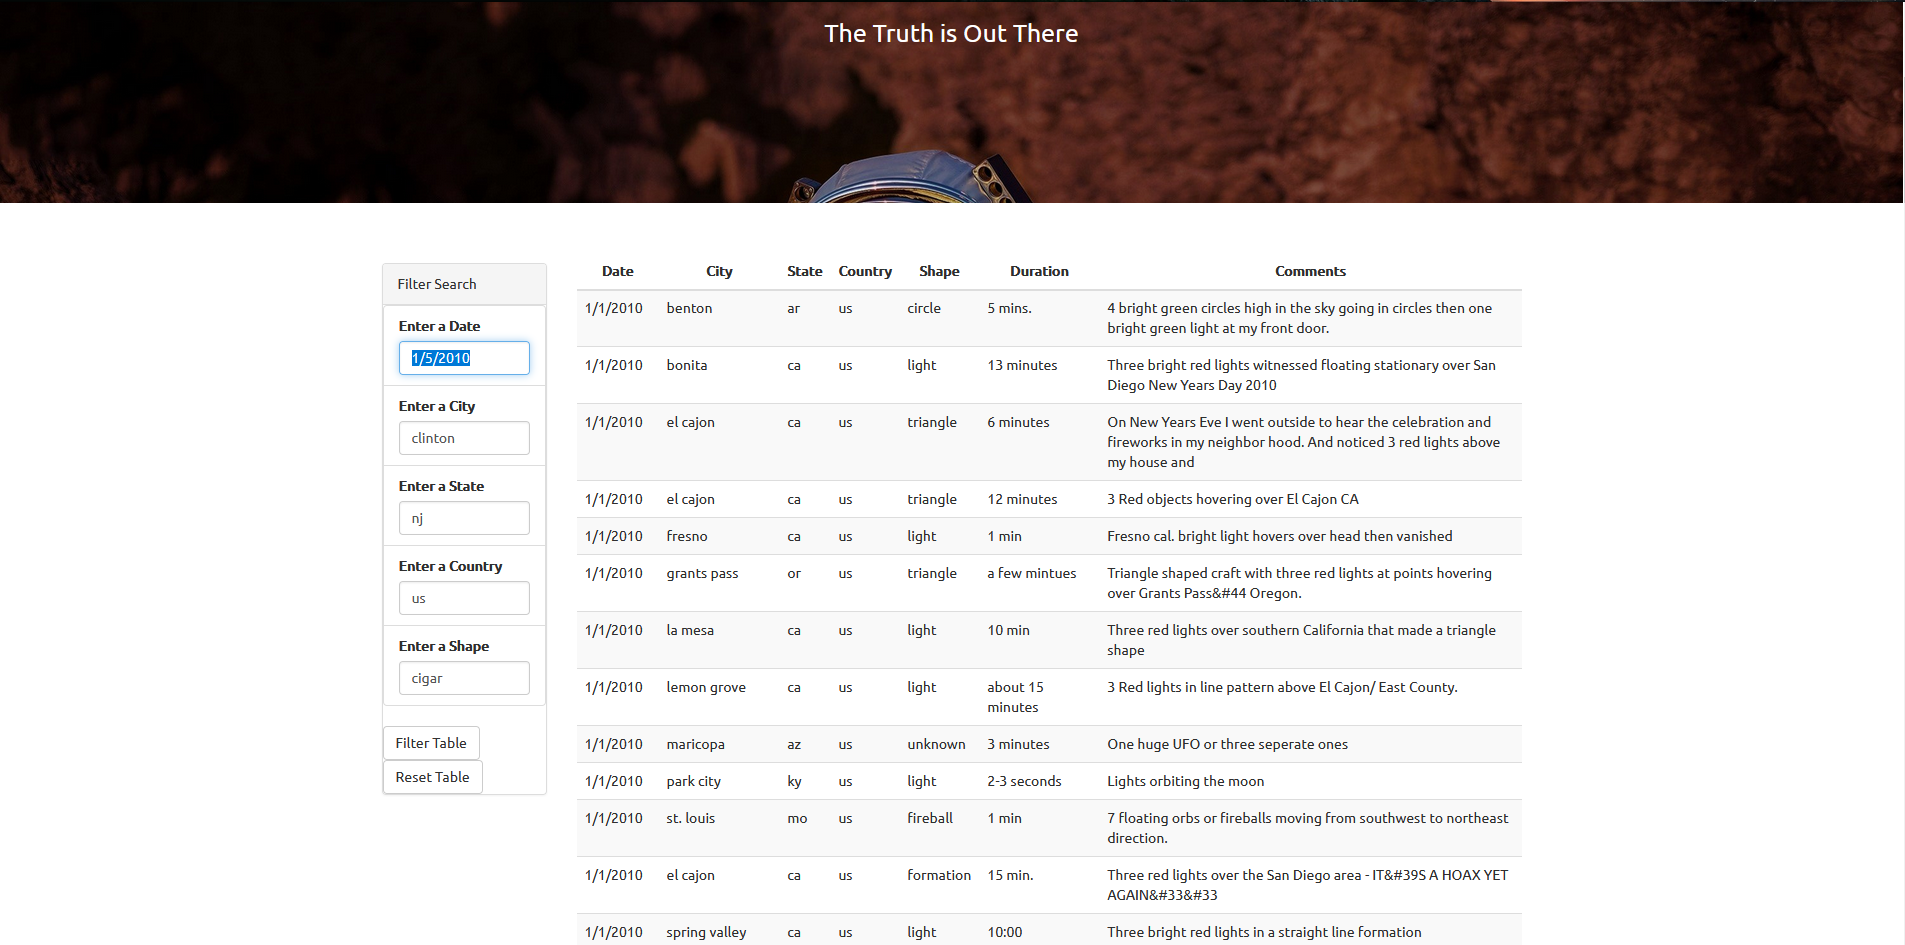 The Truth is Out There
Filter Search
Enter a Date
1/5/2010
Enter a City
clinton
Enter a State
nj
Enter a Country
us
Enter a Shape
cigar
Filter Table
Reset Table
Date City State Country Shape Duration Comments
1/1/2010 benton ar us circle 5 mins. 4 bright green circles high in the sky going in circles then one
bright green light at my front door.
1/1/2010 bonita ca us light 13 minutes Three bright red lights witnessed floating stationary over San
Diego New Years Day 2010
1/1/2010 el cajon ca us triangle 6 minutes On New Years Eve I went outside to hear the celebration and
fireworks in my neighbor hood. And noticed 3 red lights above
my house and
1/1/2010 el cajon ca us triangle 12 minutes 3 Red objects hovering over El Cajon CA
1/1/2010 fresno ca us light 1 min Fresno cal. bright light hovers over head then vanished
1/1/2010 grants pass or us triangle a few mintues Triangle shaped craft with three red lights at points hovering
over Grants Pass&#44 Oregon.
1/1/2010 la mesa ca us light 10 min Three red lights over southern California that made a triangle
shape
1/1/2010 lemon grove ca us light about 15 3 Red lights in line pattern above El Cajon/ East County.
minutes
1/1/2010 maricopa az us unknown 3 minutes One huge UFO or three seperate ones
1/1/2010 park city ky us light 2-3 seconds Lights orbiting the moon
1/1/2010 st. louis mo us fireball 1 min 7 floating orbs or fireballs moving from southwest to northeast
direction.
1/1/2010 el cajon ca us formation 15 min. Three red lights over the San Diego area - IT&#39S A HOAX YET
AGAIN&#33&#33
1/1/2010 spring valley ca us light 10:00 Three bright red lights in a straight line formation